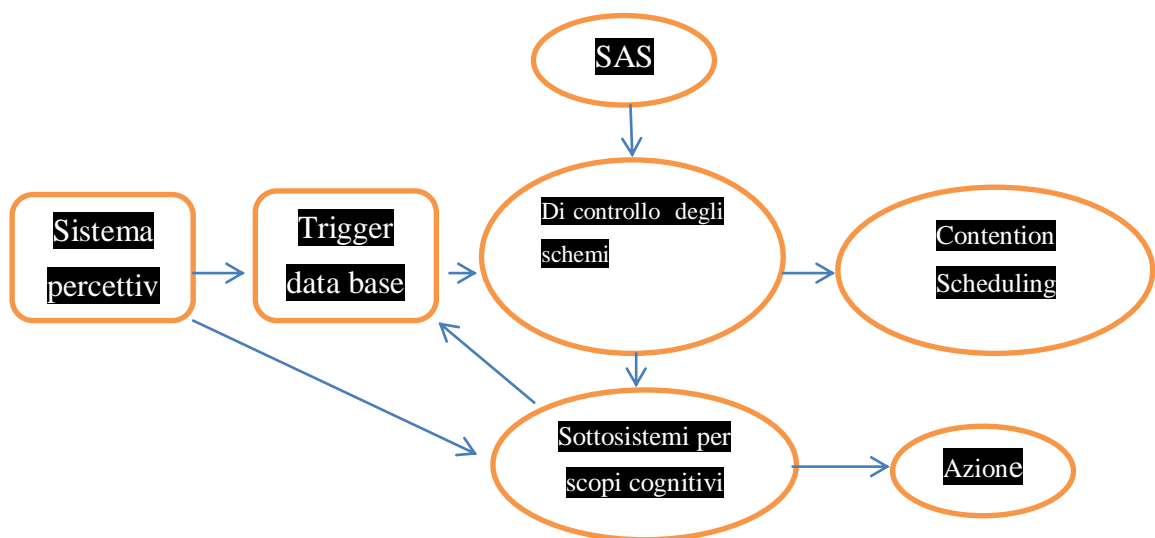 SAS
Sistema
percettiv
Trigger
data base
Di controllo degli
schemi
Contention
Scheduling
Sottosistemi per
scopi cognitivi
Azione